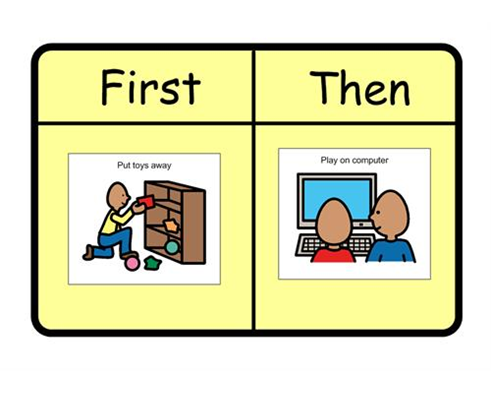 First
Then
Put toys away
Play on computer